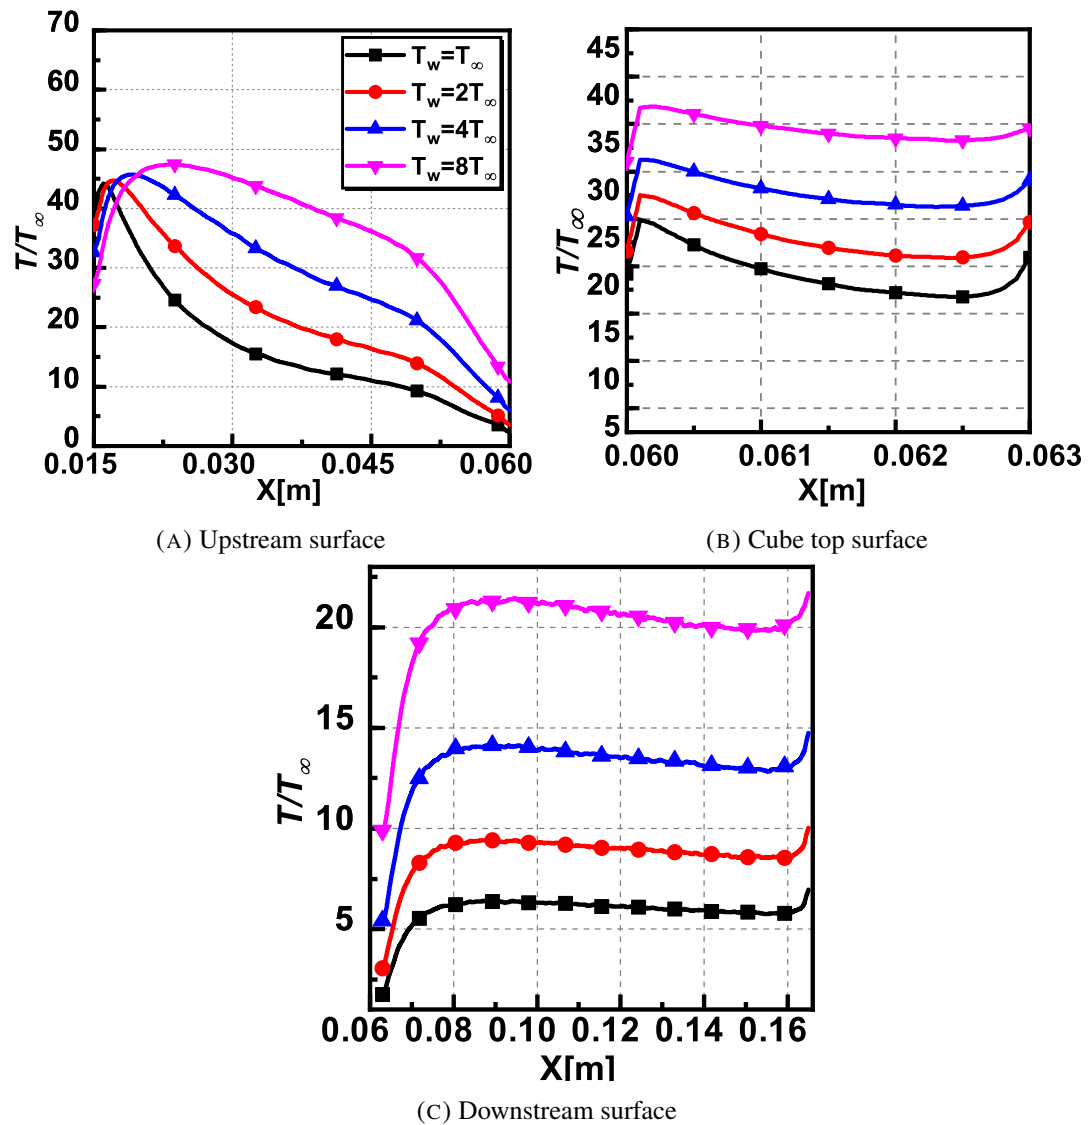 70
60
50
40
30
20
10
0
T/T∞
0.015 0.030 0.045 0.060
X[m]
Tw=T∞
Tw=2T∞
Tw=4T∞
Tw=8T∞
(A) Upstream surface
45
40
35
30
25
20
15
10
5
T/T∞
0.060 0.061 0.062 0.063
X[m]
(B) Cube top surface
20
15
10
5
T/T∞
0.06 0.08 0.10 0.12 0.14 0.16
X[m]
(C) Downstream surface